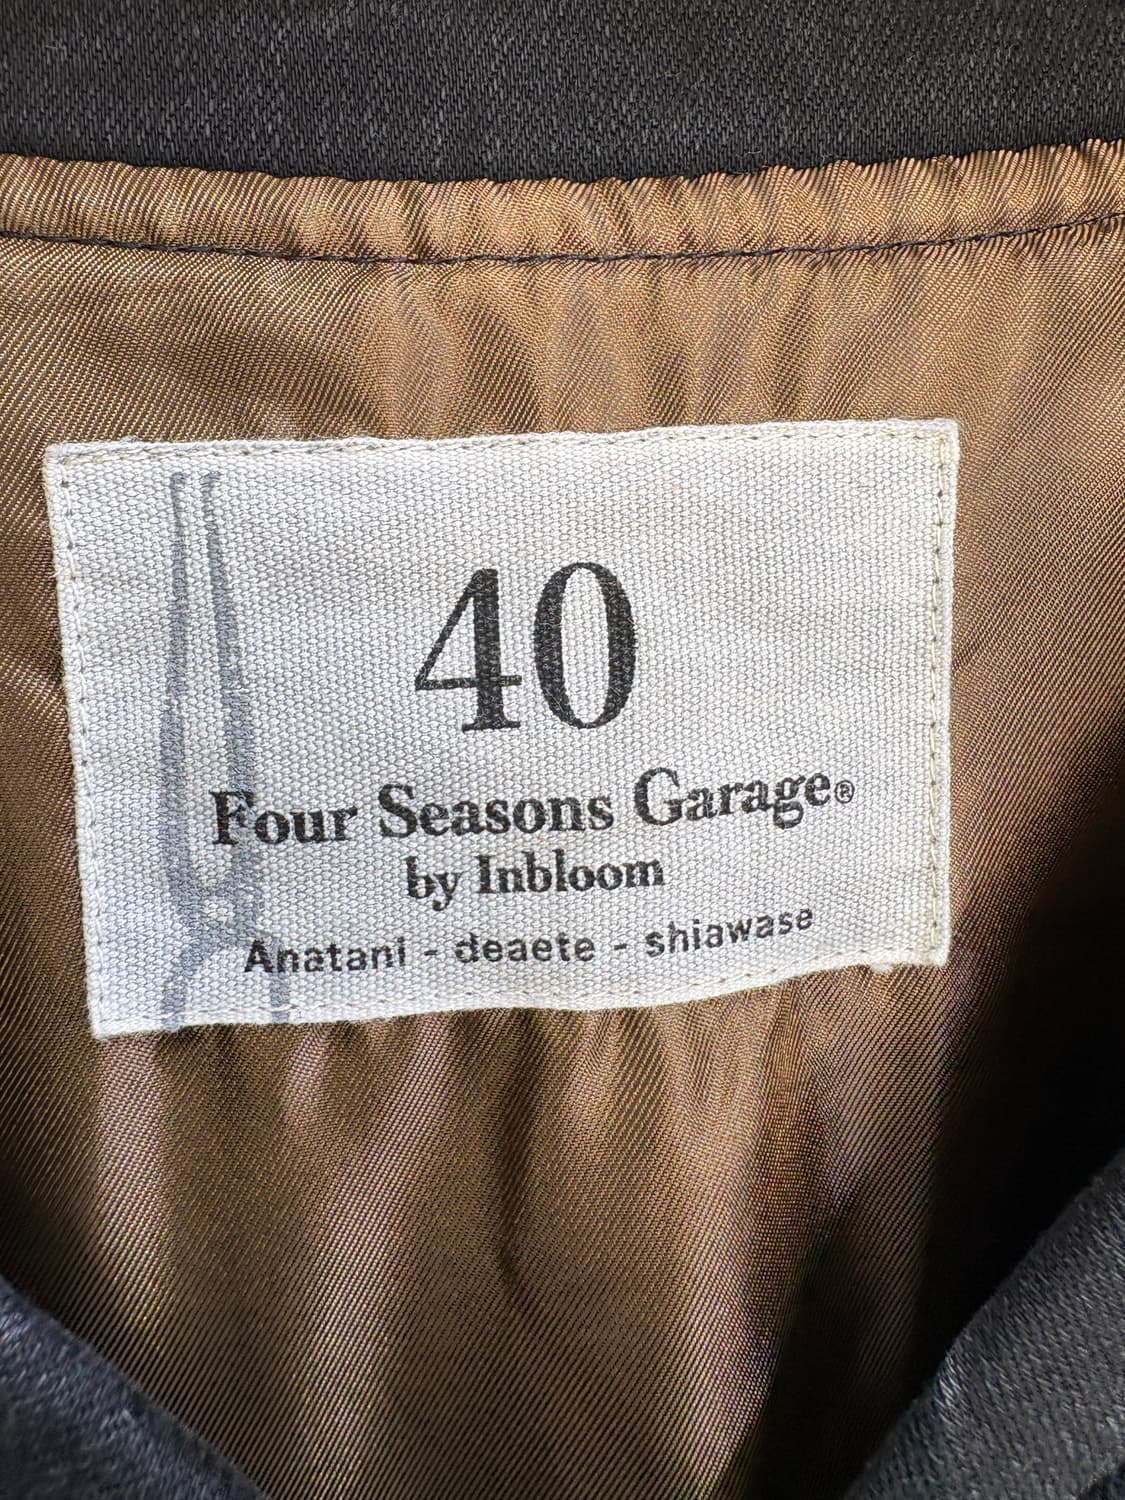 40
Four Seasons Garage®
by Inbloom
Anatani - deaete - shiawase